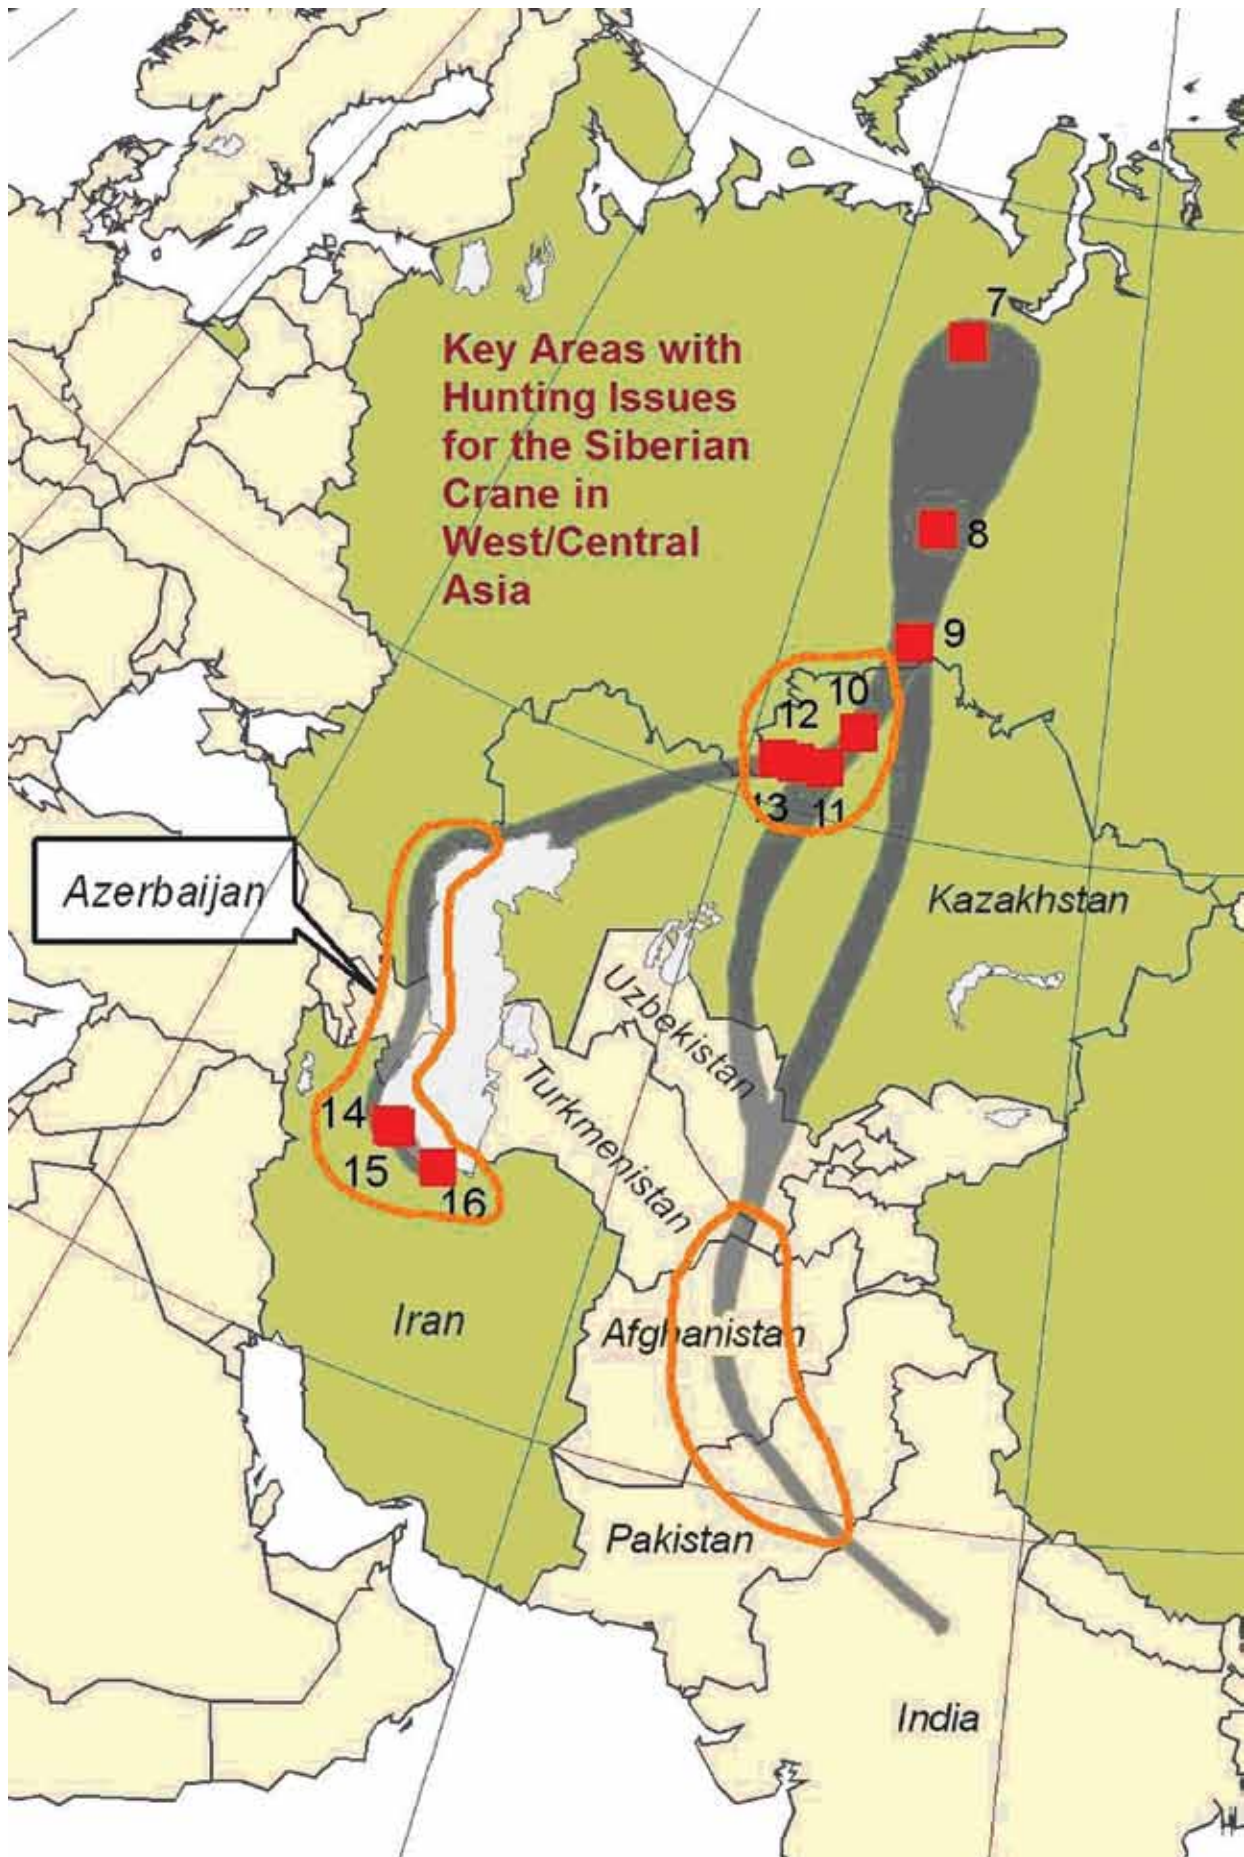 7
Key Areas with
Hunting Issues
for the Siberian
Crane in
West/Central
Asia
8
9
10
12
13
11
Azerbaijan
Kazakhstan
Uzbekistan
Turkmenistan
14
15
16
Iran
Afghanistan
Pakistan
India